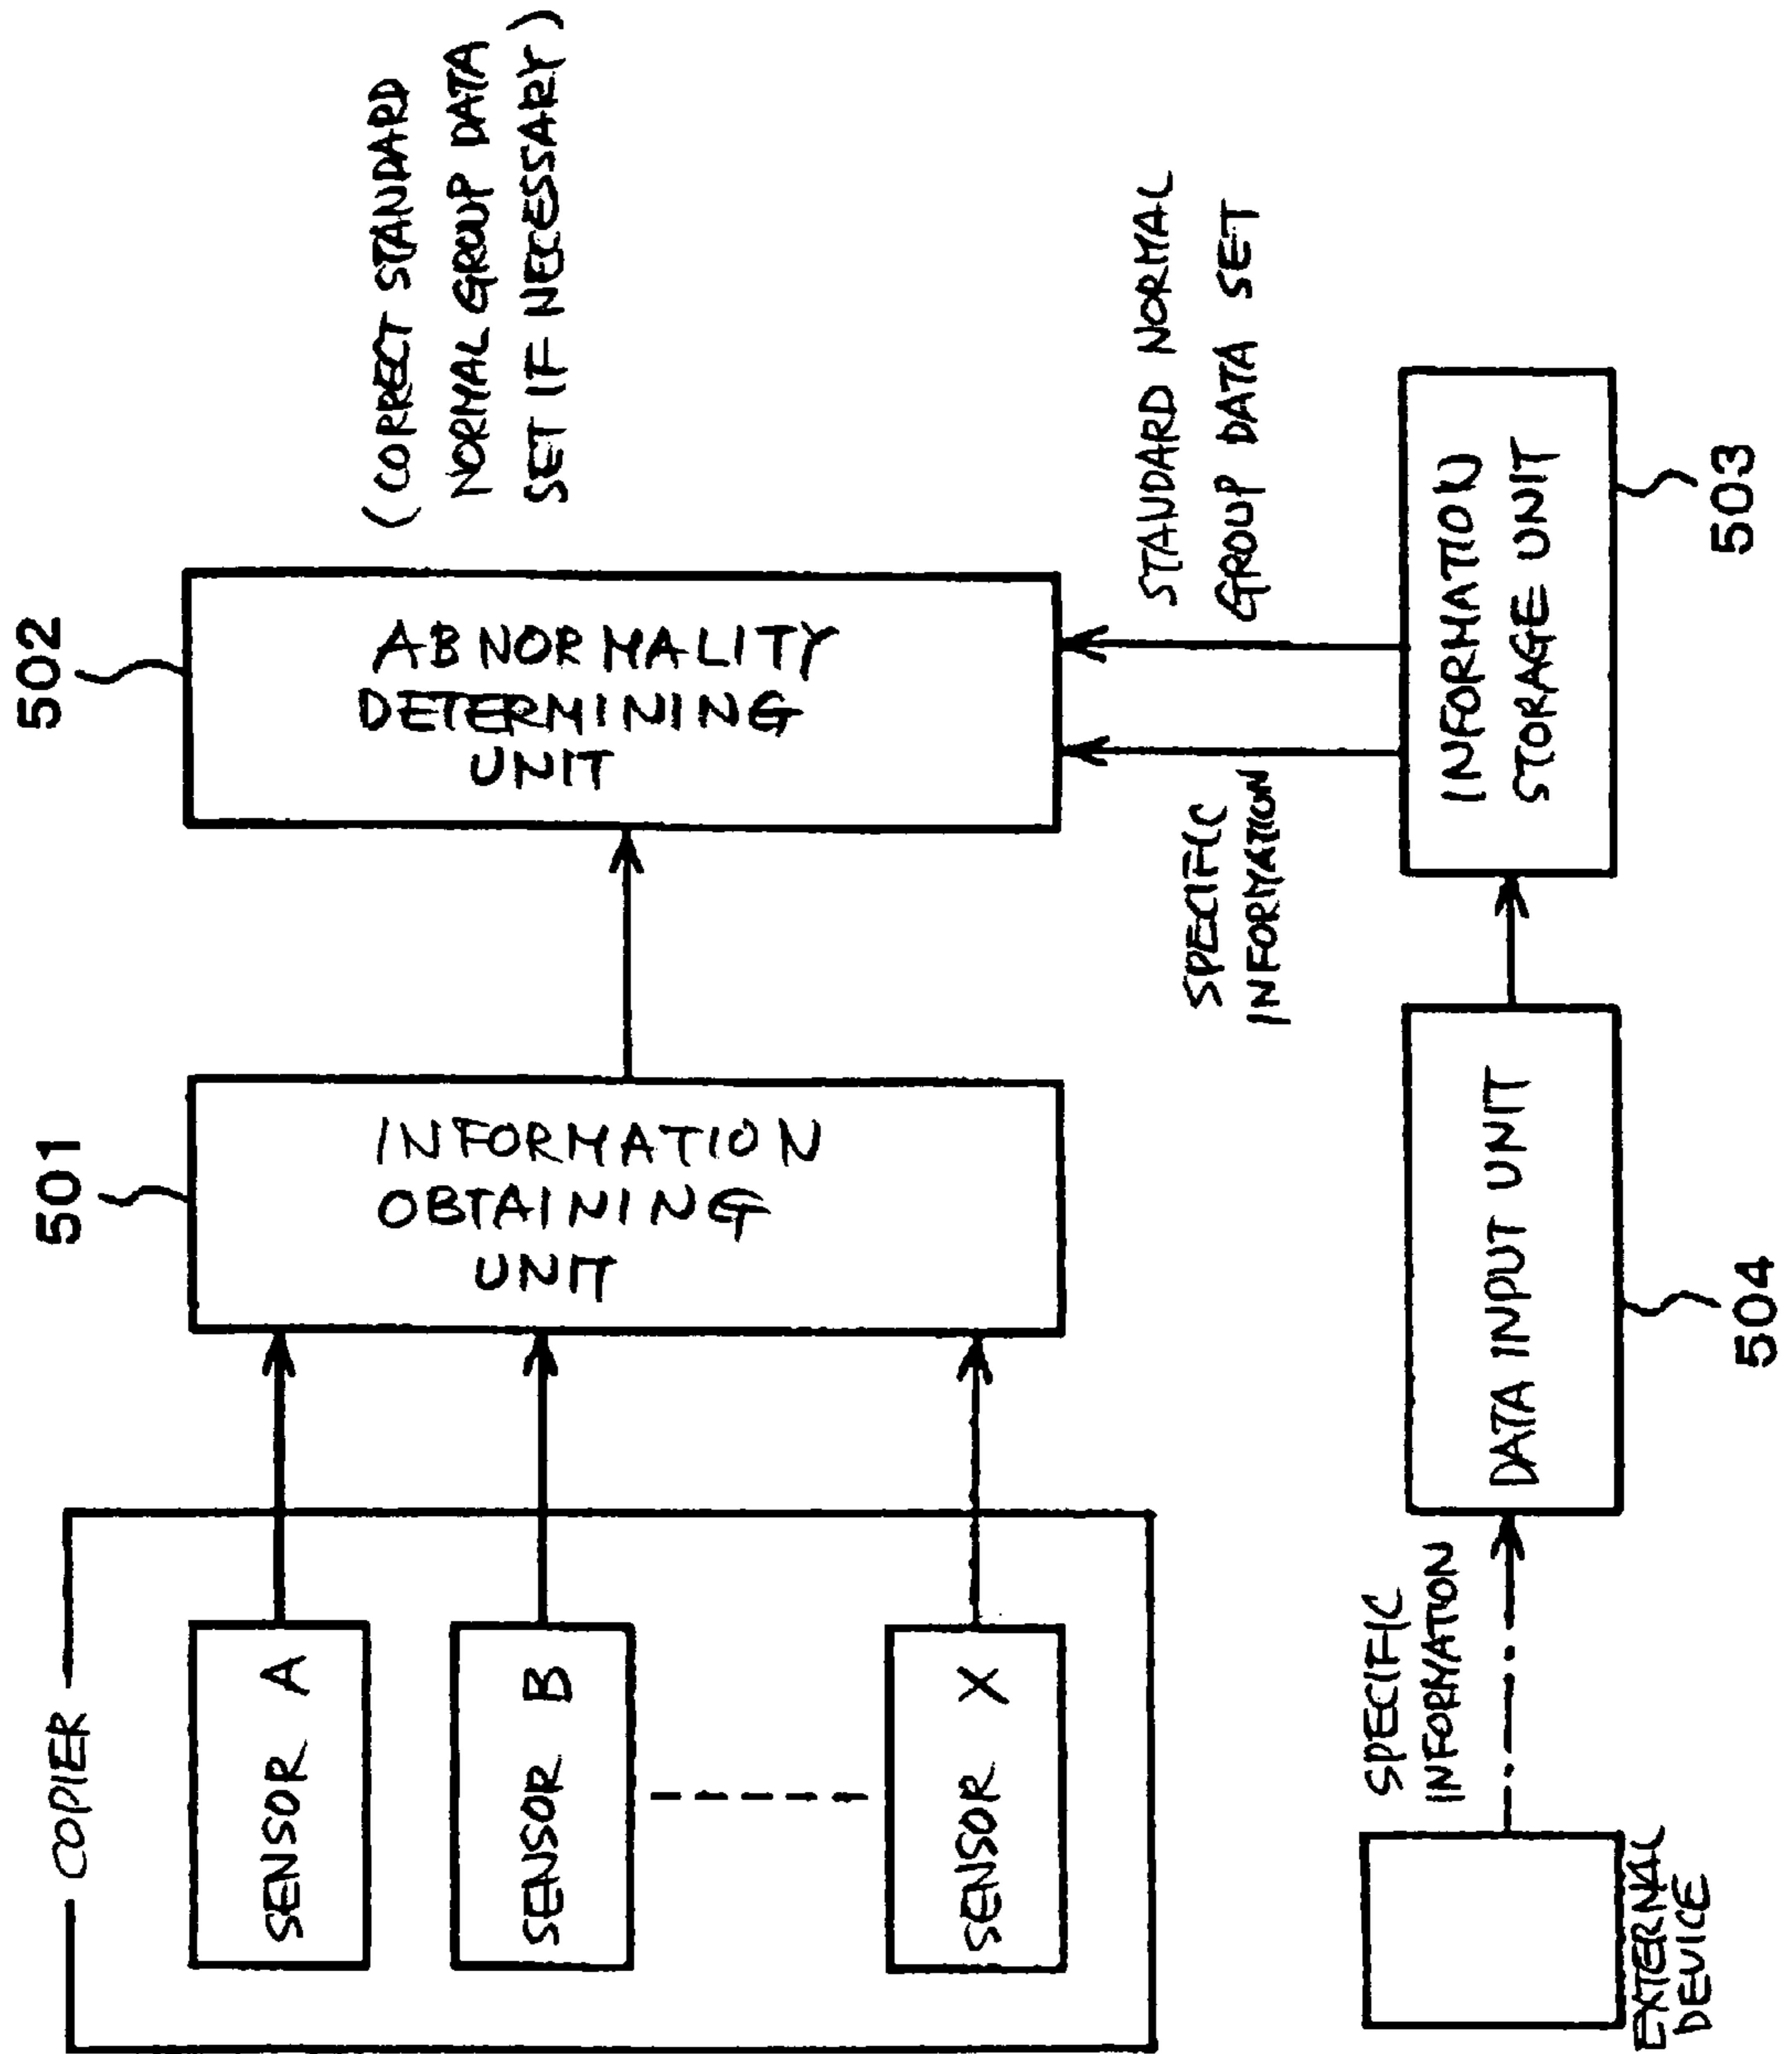 COPIER
SENSOR A
SENSOR B
SENSOR X
501
INFORMATION
OBTAINING
UNIT
502
ABNORMALITY
DETERMINING
UNIT
(CORRECT STANDARD
NORMAL GROUP DATA
SET IF NECESSARY)
SPECIFIC
INFORMATION
STANDARD NORMAL
GROUP DATA SET
EXTERNAL
DEVICE
SPECIFIC
INFORMATION
DATA INPUT UNIT
504
INFORMATION
STORAGE UNIT
503